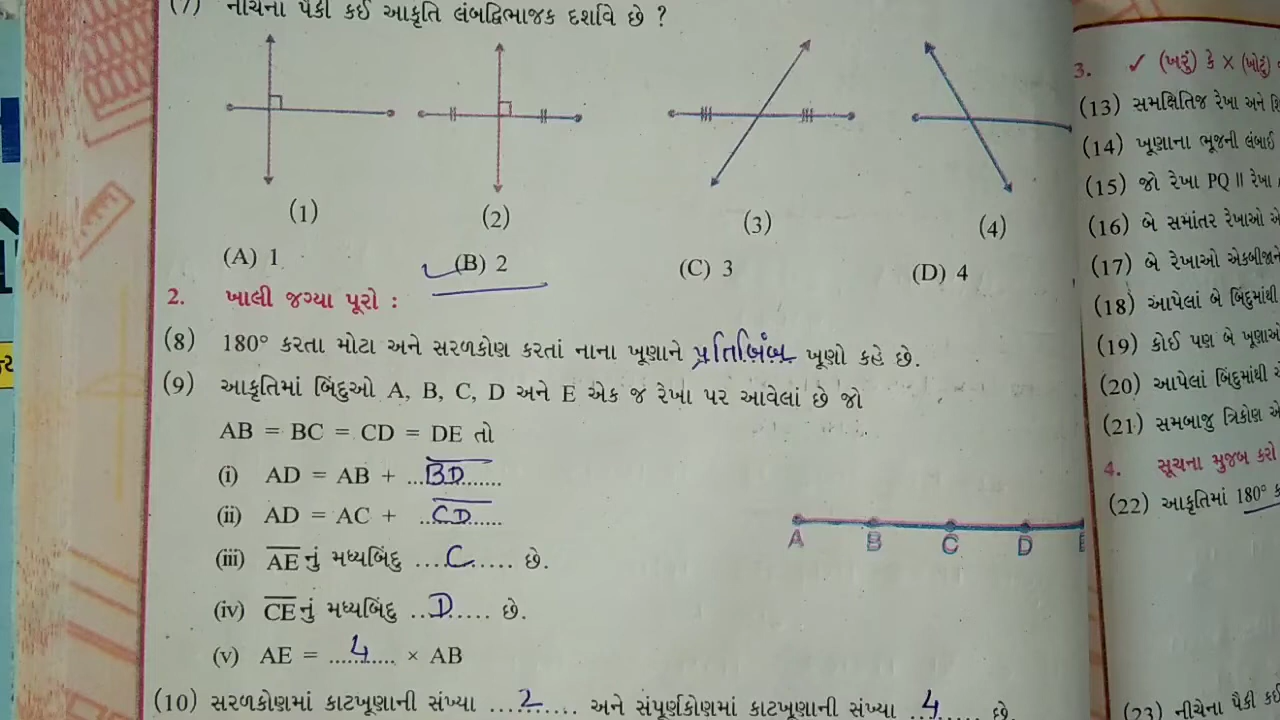 (7) નીચેના પૈકી કઈ આકૃતિ લંબદ્વિભાજક દર્શાવે છે ?
(1) (2) (3) (4)
(A) 1 (B) 2 (C) 3 (D) 4
2. ખાલી જગ્યા પૂરો :
(8) 180° કરતા મોટા અને સરળકોણ કરતાં નાના ખૂણાને પ્રતિબિંબ ખૂણો કહે છે.
(9) આકૃતિમાં બિંદુઓ A, B, C, D અને E એક જ રેખા પર આવેલાં છે જો
AB = BC = CD = DE તો
(i) AD = AB + ...B̅D̅.......
(ii) AD = AC + ..C̅D̅......
A B C D E
(iii) A̅E̅નું મધ્યબિંદુ ....C...... છે.
(iv) C̅E̅નું મધ્યબિંદુ ..D...... છે.
(v) AE = ...4....... × AB
(10) સરળકોણમાં કાટખૂણાની સંખ્યા ....2..... અને સંપૂર્ણકોણમાં કાટખૂણાની સંખ્યા ..4...... છે.
3. ✓ (ખરું) કે × (ખોટું)
(13) સમક્ષિતિજ રેખા અને
(14) ખૂણાના ભૂજની લંબાઈ
(15) જો રેખા PQ || રેખા
(16) બે સમાંતર રેખાઓ
(17) બે રેખાઓ એકબીજાને
(18) આપેલાં બે બિંદુમાંથી
(19) કોઈ પણ બે ખૂણાઓ
(20) આપેલાં બિંદુમાંથી
(21) સમબાજુ ત્રિકોણ
4. સૂચના મુજબ કરો
(22) આકૃતિમાં 180°
(23) નીચેના પૈકી કઈ